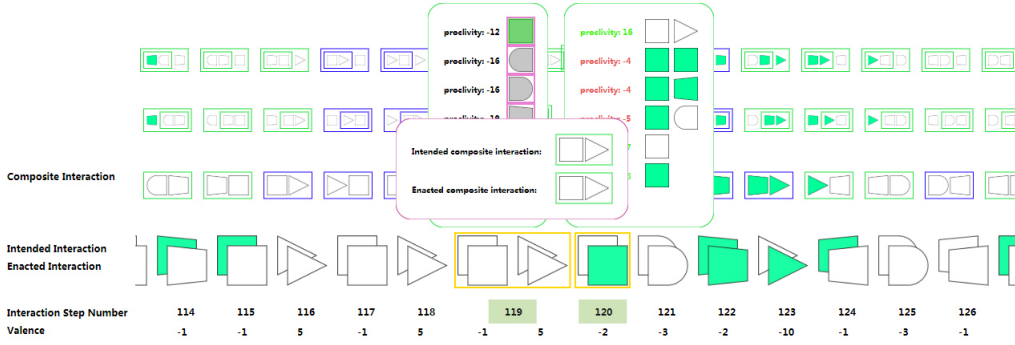 proclivity: -12
proclivity: -16
proclivity: -16
proclivity: 16
proclivity: -4
proclivity: -4
Intended composite interaction:
Enacted composite interaction:
Composite Interaction
Intended Interaction
Enacted Interaction
Interaction Step Number 114 115 116 117 118 119 120 121 122 123 124 125 126
Valence -1 -1 5 -1 5 -1 5 -2 -3 -2 -10 -1 -3 -1